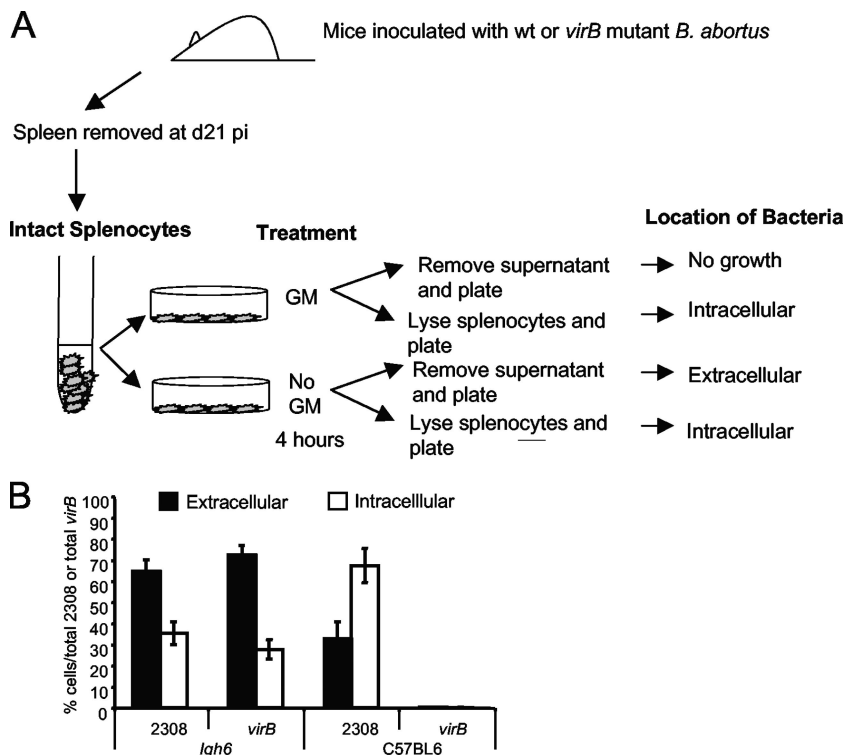 A
Mice inoculated with wt or virB mutant B. abortus
Spleen removed at d21 pi
Intact Splenocytes
Treatment
Location of Bacteria
GM
Remove supernatant
and plate
No growth
Lyse splenocytes and
plate
Intracellular
No
GM
4 hours
Remove supernatant
and plate
Extracellular
Lyse splenocytes and
plate
Intracellular
B
Extracellular
Intracelllular
% cells/total 2308 or total virB
100
90
80
70
60
50
40
30
20
10
0
2308 virB 2308 virB
Igh6 C57BL6